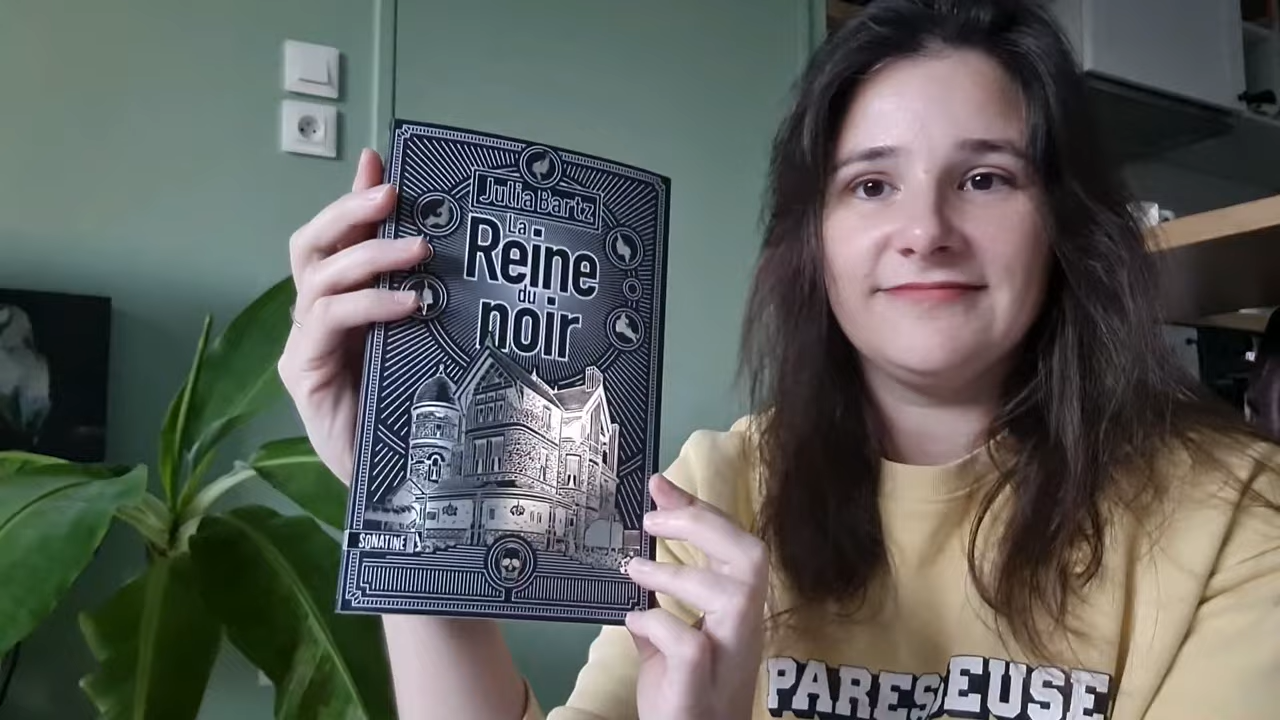 Julia Bartz
La
Reine
du
noir
SONATINE
PARESSEUSE